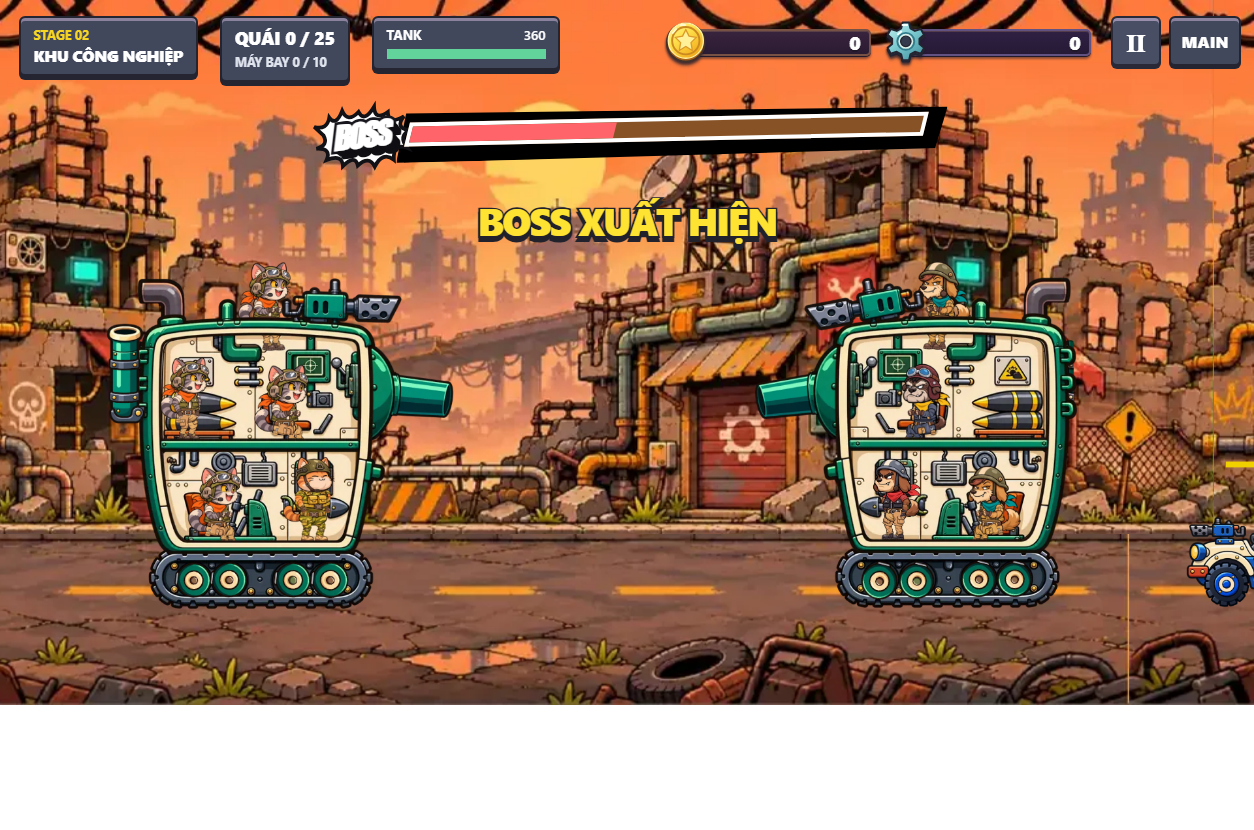 STAGE 02
KHU CÔNG NGHIỆP
QUÁI 0 / 25
MÁY BAY 0 / 10
TANK 360
0
0
II
MAIN
BOSS
BOSS XUẤT HIỆN
!